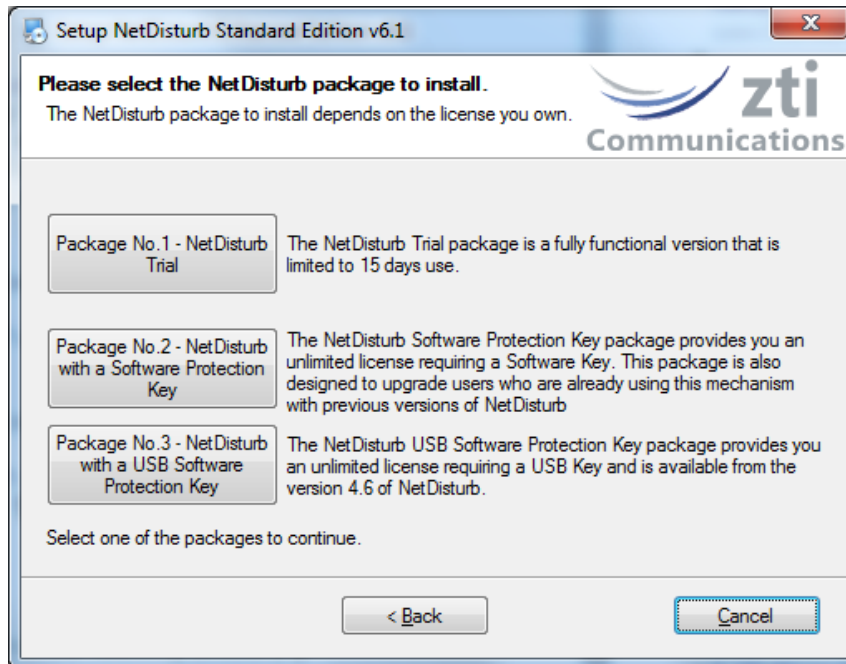 Setup NetDisturb Standard Edition v6.1
Please select the NetDisturb package to install.
The NetDisturb package to install depends on the license you own.
zti
Communications
Package No.1 - NetDisturb
Trial
The NetDisturb Trial package is a fully functional version that is
limited to 15 days use.
Package No.2 - NetDisturb
with a Software Protection
Key
The NetDisturb Software Protection Key package provides you an
unlimited license requiring a Software Key. This package is also
designed to upgrade users who are already using this mechanism
with previous versions of NetDisturb
Package No.3 - NetDisturb
with a USB Software
Protection Key
The NetDisturb USB Software Protection Key package provides you
an unlimited license requiring a USB Key and is available from the
version 4.6 of NetDisturb.
Select one of the packages to continue.
< Back
Cancel